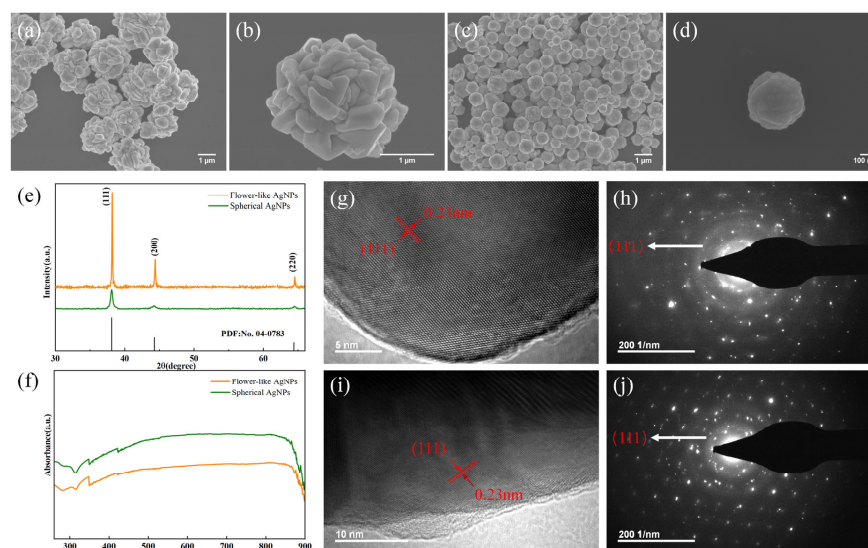 (a)
1 μm
(b)
1 μm
(c)
1 μm
(d)
100 n
(e)
Flower-like AgNPs
Spherical AgNPs
(111)
(200)
(220)
Intensity(a.u.)
PDF:No. 04-0783
30 40 50 60
2θ(degree)
(f)
Flower-like AgNPs
Spherical AgNPs
Absorbance(a.u.)
300 400 500 600 700 800 900
(g)
0.23nm
(111)
5 nm
(h)
(111)
200 1/nm
(i)
(111)
0.23nm
10 nm
(j)
(111)
200 1/nm